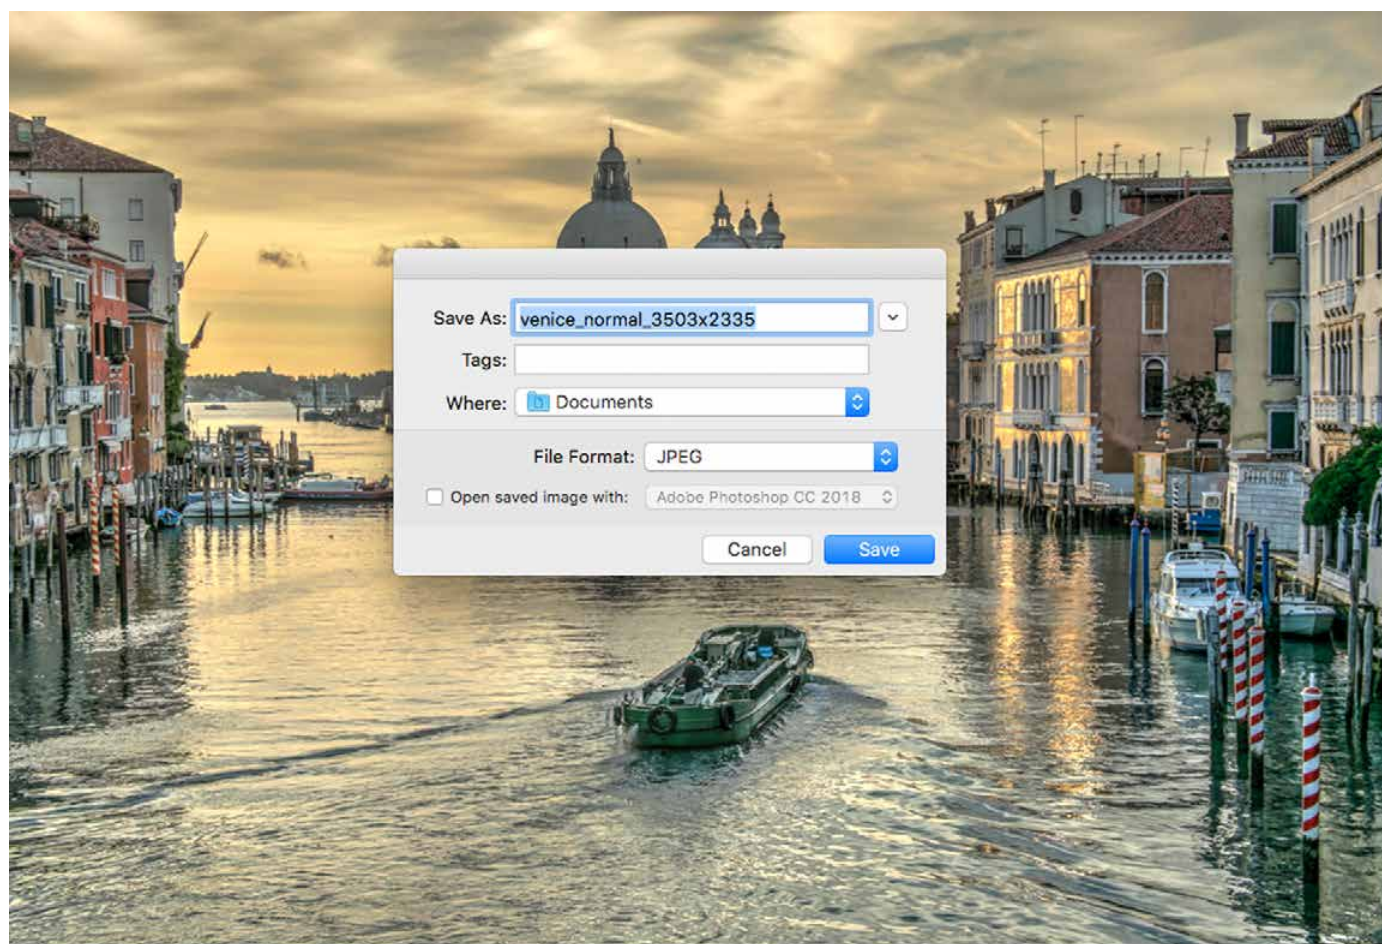 Save As: venice_normal_3503x2335
Tags:
Where: Documents
File Format: JPEG
Open saved image with: Adobe Photoshop CC 2018
Cancel Save